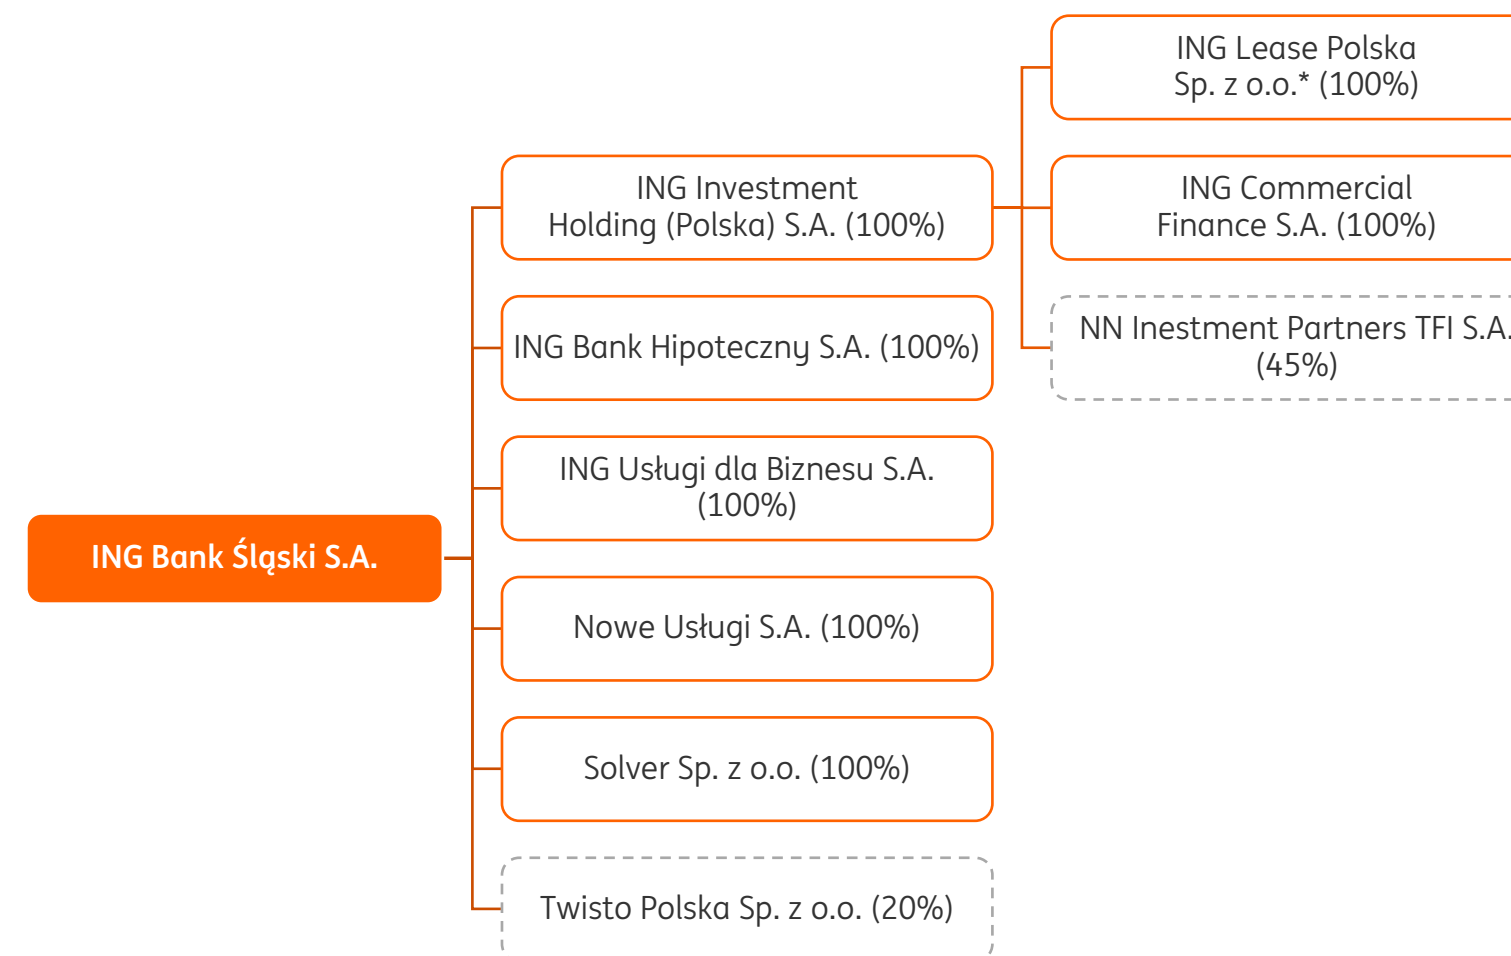 ING Bank Śląski S.A.
ING Investment
Holding (Polska) S.A. (100%)
ING Bank Hipoteczny S.A. (100%)
ING Usługi dla Biznesu S.A.
(100%)
Nowe Usługi S.A. (100%)
Solver Sp. z o.o. (100%)
Twisto Polska Sp. z o.o. (20%)
ING Lease Polska
Sp. z o.o.* (100%)
ING Commercial
Finance S.A. (100%)
NN Inestment Partners TFI S.A.
(45%)